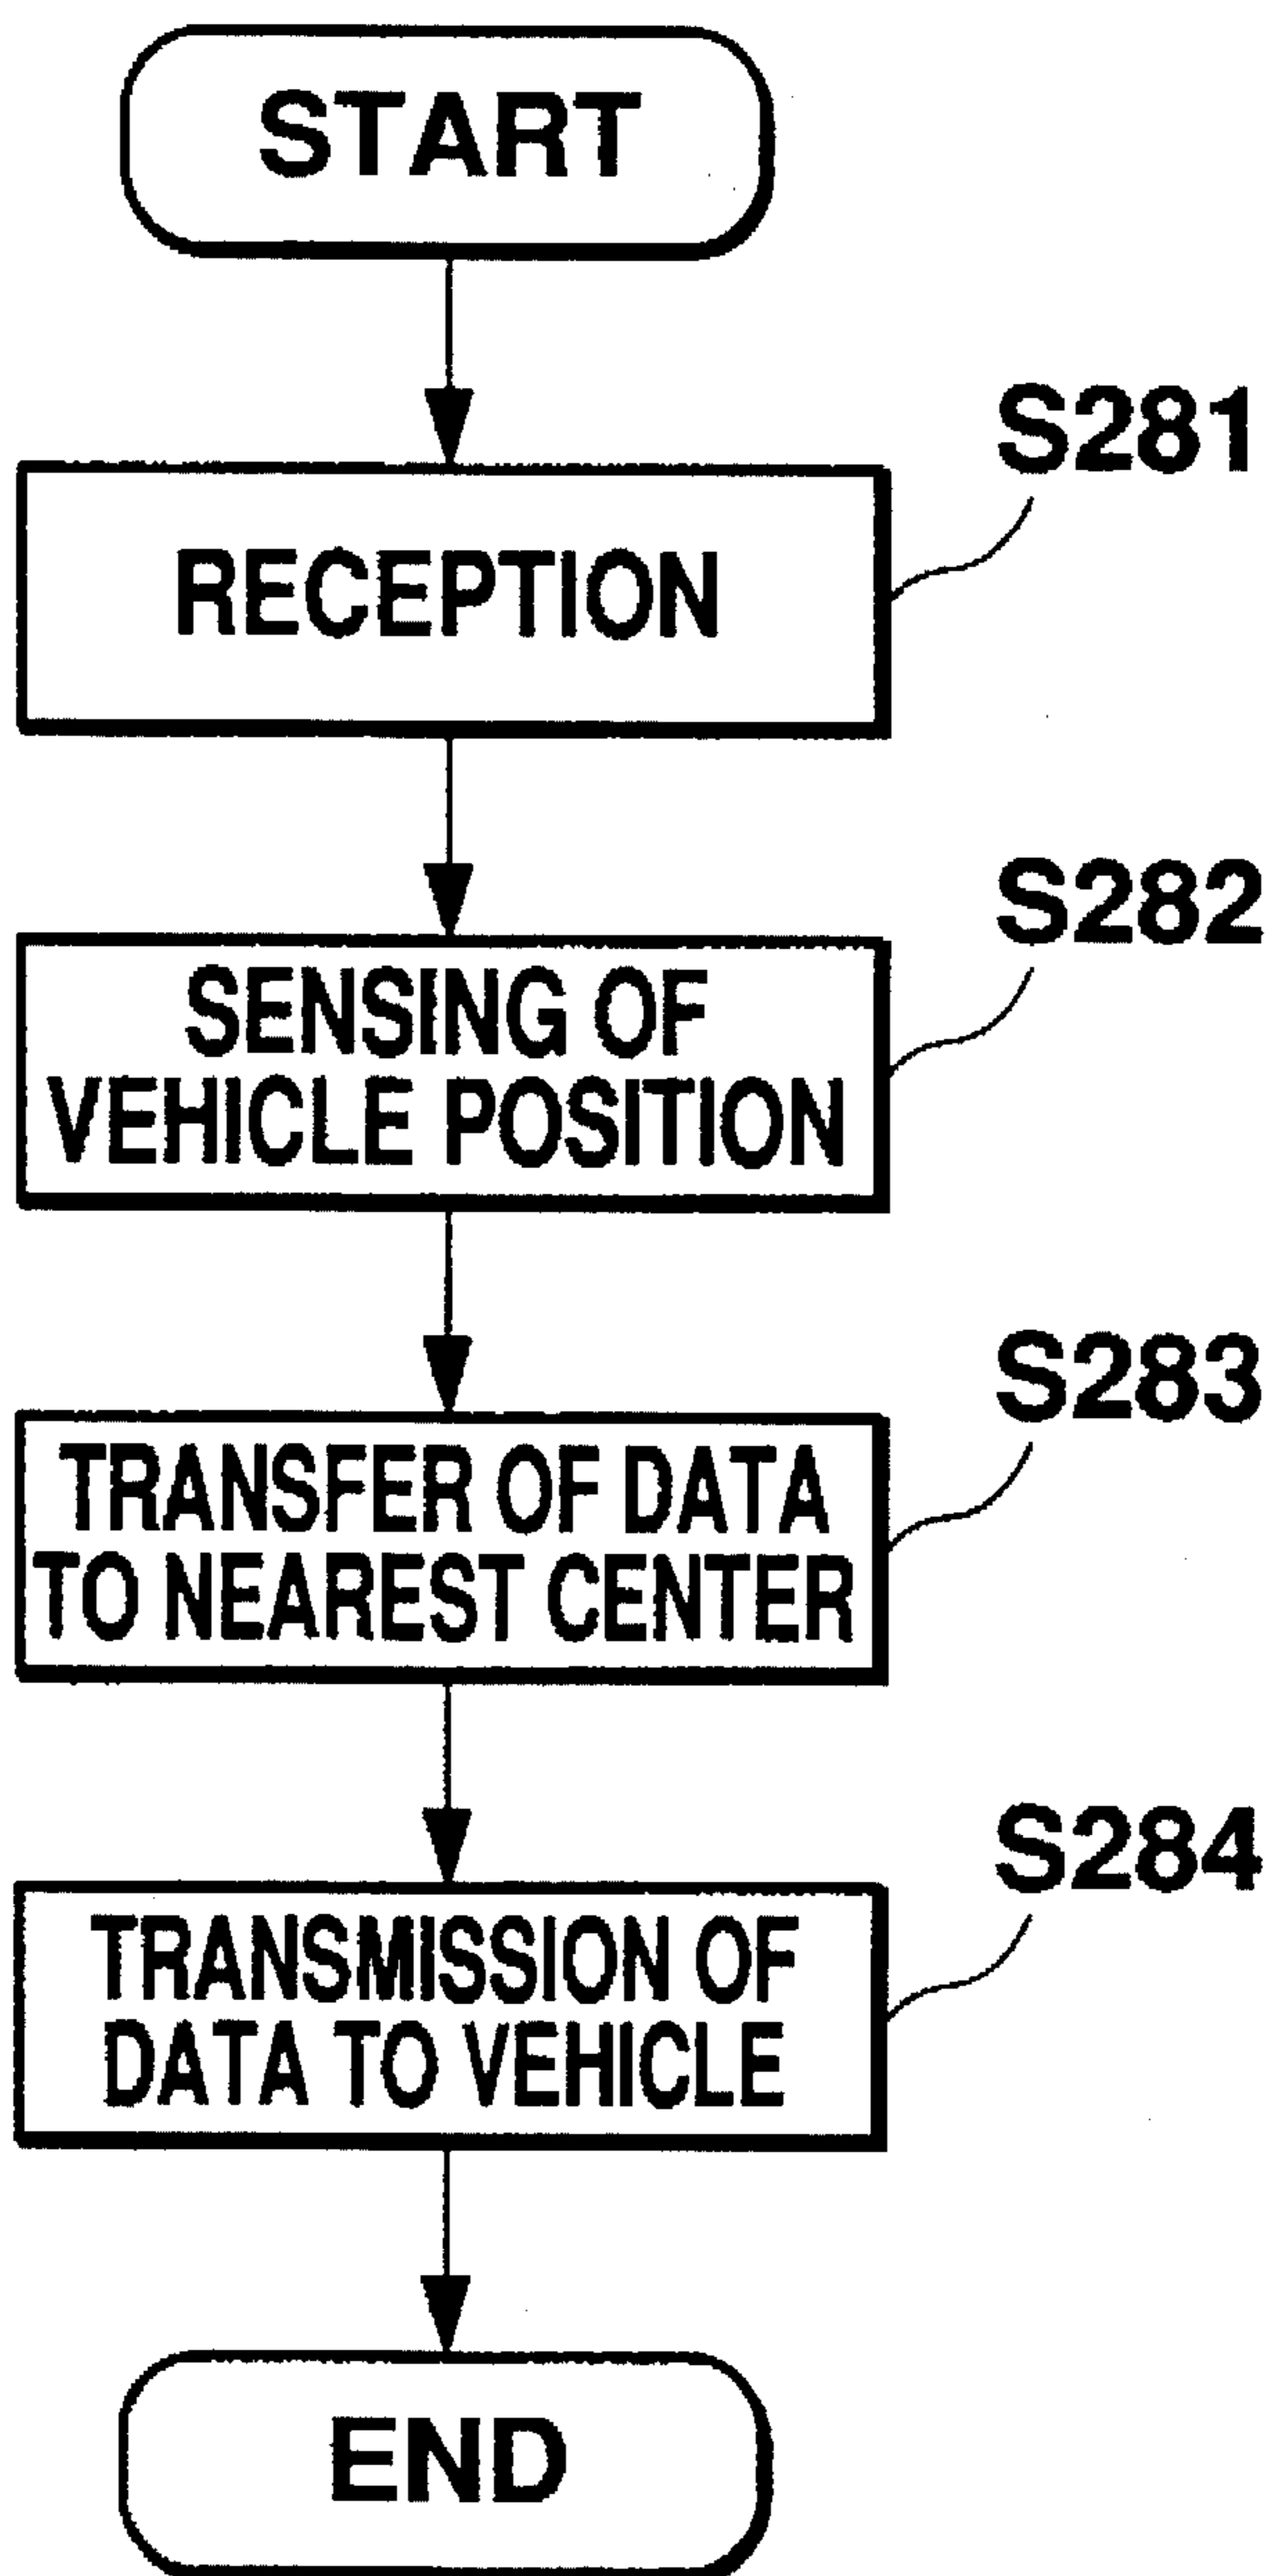 START
S281
RECEPTION
S282
SENSING OF
VEHICLE POSITION
S283
TRANSFER OF DATA
TO NEAREST CENTER
S284
TRANSMISSION OF
DATA TO VEHICLE
END